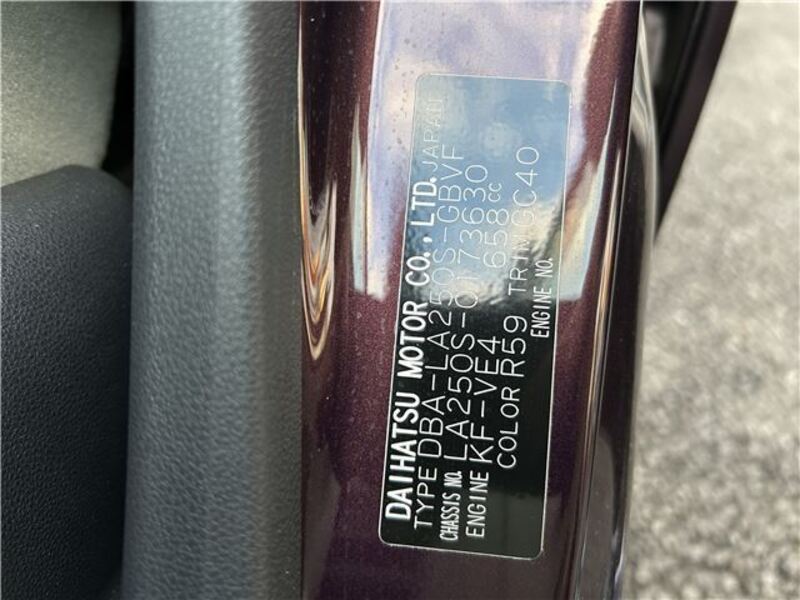 DAIHATSU MOTOR CO., LTD. JAPAN
TYPE DBA-LA250S-GBVF
CHASSIS NO. LA250S-0173630
ENGINE KF-VE4 658CC
COLOR R59 TRIM GC40
ENGINE NO.